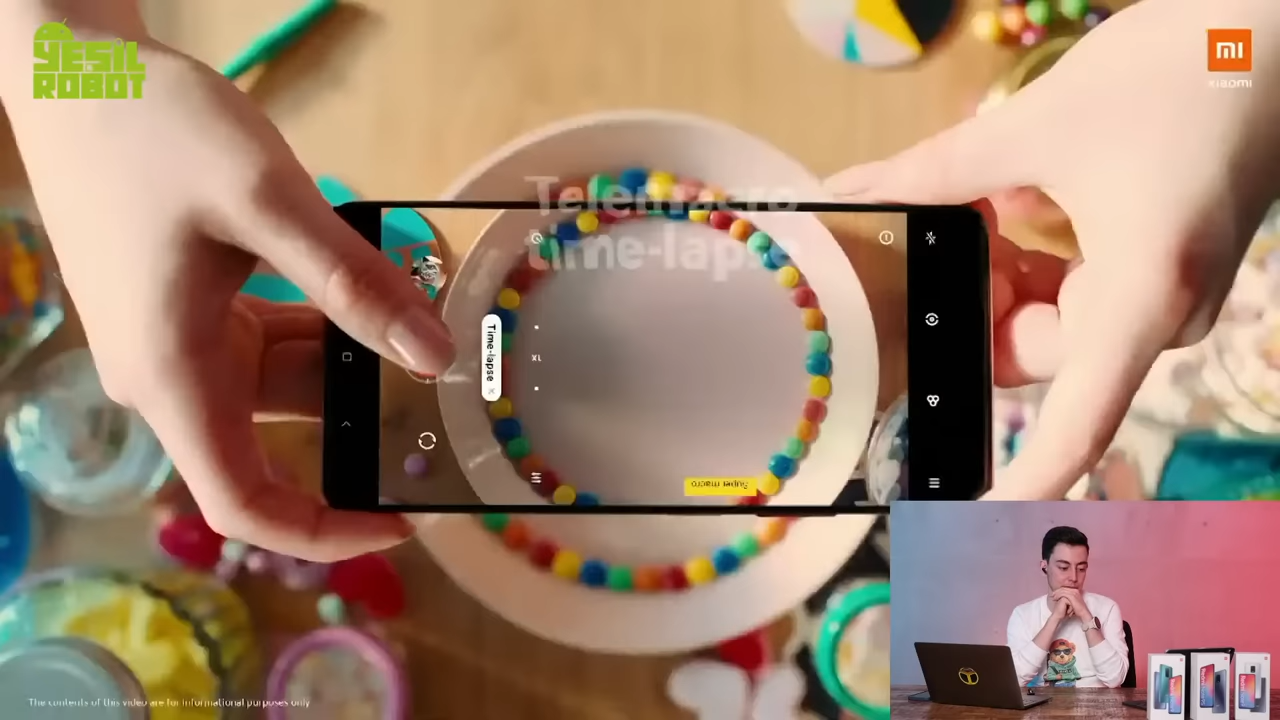 YEŞİL
ROBOT
mi
XIAOMI
Telemacro
time-lapse
Time-lapse x
1X
Super macro
The contents of this video are for informational purposes only